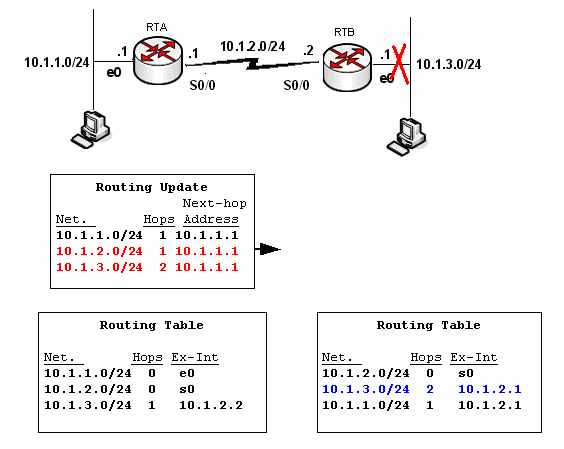 RTA
RTB
10.1.1.0/24
.1
.1
10.1.2.0/24
.2
.1
10.1.3.0/24
e0
S0/0
S0/0
e0
Routing Update
Next-hop
Net. Hops Address
10.1.1.0/24 1 10.1.1.1
10.1.2.0/24 1 10.1.1.1
10.1.3.0/24 2 10.1.1.1
Routing Table
Net. Hops Ex-Int
10.1.1.0/24 0 e0
10.1.2.0/24 0 s0
10.1.3.0/24 1 10.1.2.2
Routing Table
Net. Hops Ex-Int
10.1.2.0/24 0 s0
10.1.3.0/24 2 10.1.2.1
10.1.1.0/24 1 10.1.2.1